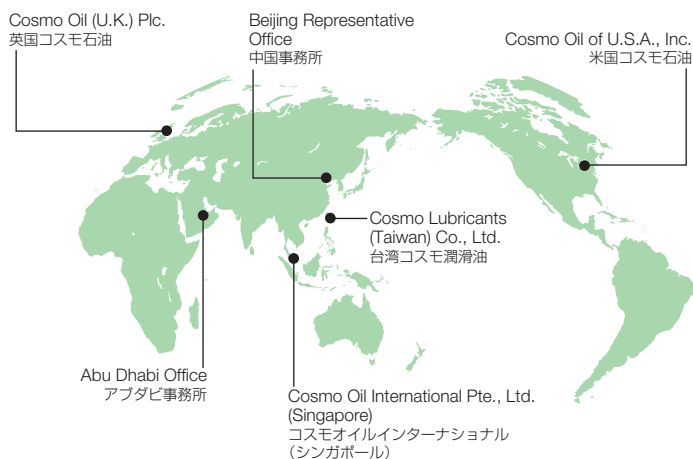 Cosmo Oil (U.K.) Plc.
英国コスモ石油
Beijing Representative
Office
中国事務所
Cosmo Oil of U.S.A., Inc.
米国コスモ石油
Cosmo Lubricants
(Taiwan) Co., Ltd.
台湾コスモ潤滑油
Abu Dhabi Office
アブダビ事務所
Cosmo Oil International Pte., Ltd.
(Singapore)
コスモオイルインターナショナル
（シンガポール）